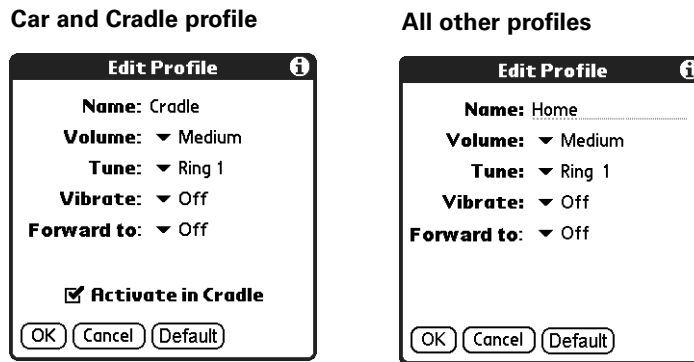 Car and Cradle profile
Edit Profile
Name: Cradle
Volume: Medium
Tune: Ring 1
Vibrate: Off
Forward to: Off
Activate in Cradle
OK Cancel Default
All other profiles
Edit Profile
Name: Home
Volume: Medium
Tune: Ring 1
Vibrate: Off
Forward to: Off
OK Cancel Default